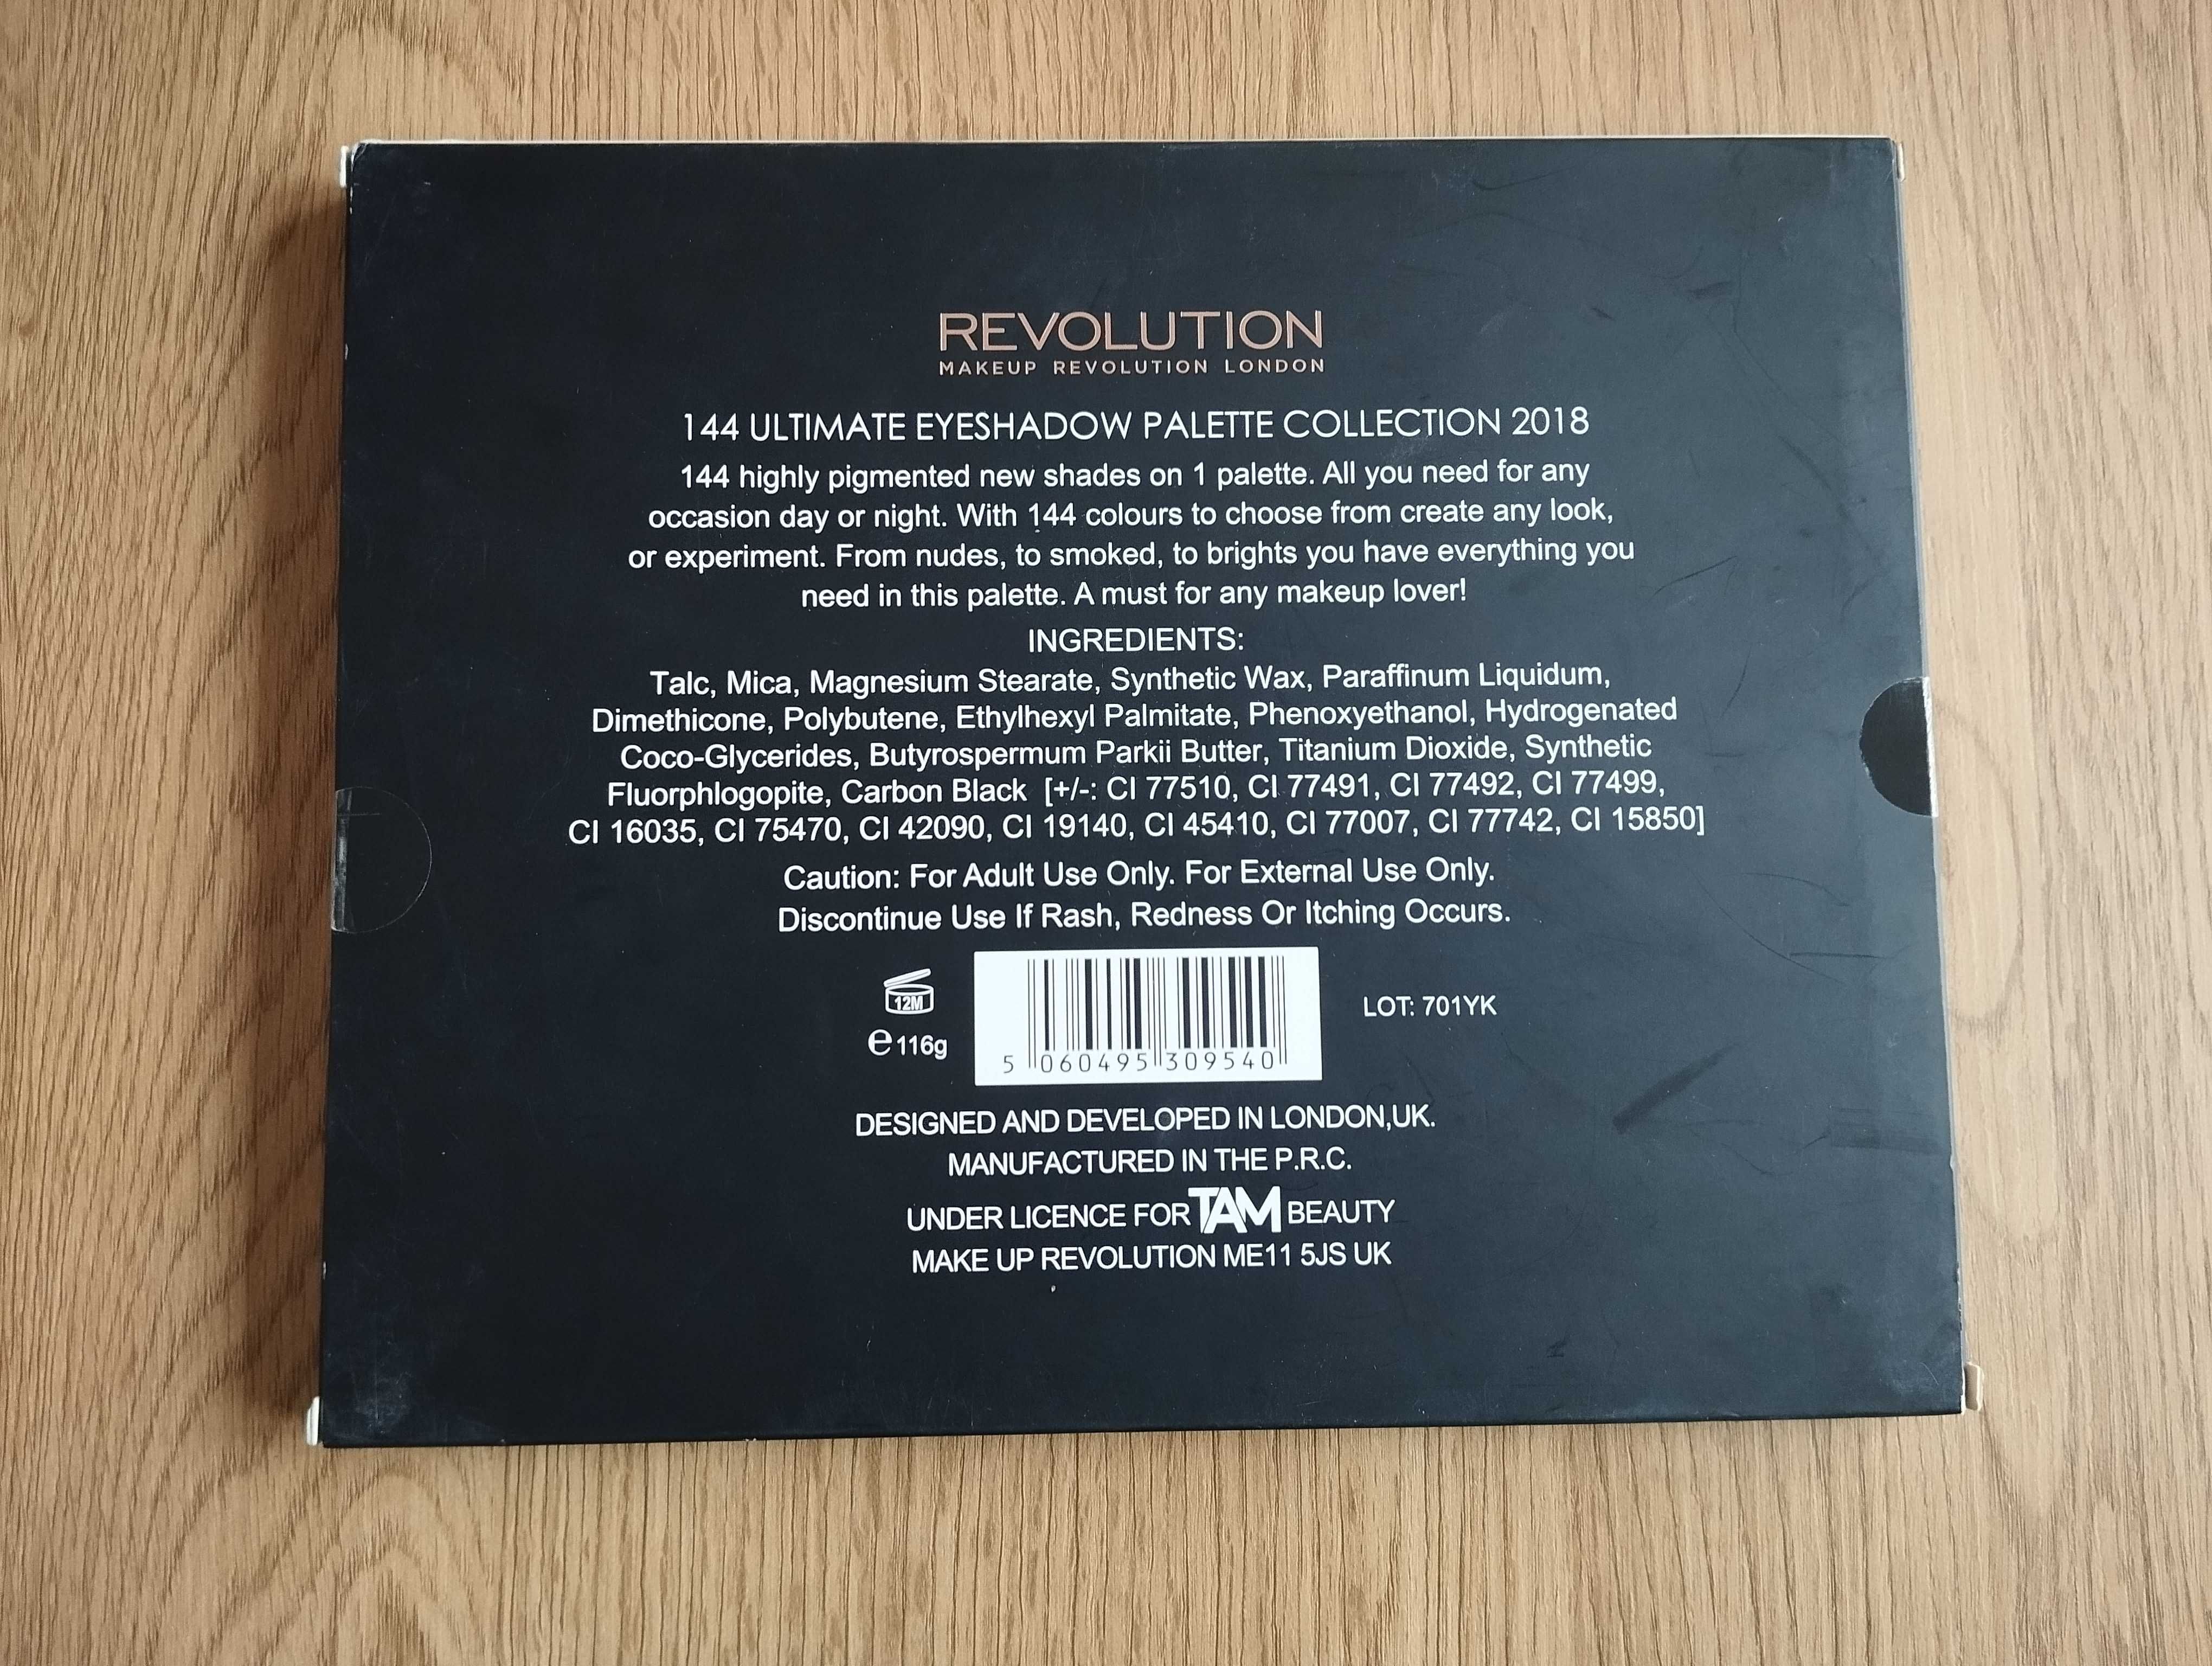 REVOLUTION
MAKEUP REVOLUTION LONDON
144 ULTIMATE EYESHADOW PALETTE COLLECTION 2018
144 highly pigmented new shades on 1 palette. All you need for any
occasion day or night. With 144 colours to choose from create any look,
or experiment. From nudes, to smoked, to brights you have everything you
need in this palette. A must for any makeup lover!
INGREDIENTS:
Talc, Mica, Magnesium Stearate, Synthetic Wax, Paraffinum Liquidum,
Dimethicone, Polybutene, Ethylhexyl Palmitate, Phenoxyethanol, Hydrogenated
Coco-Glycerides, Butyrospermum Parkii Butter, Titanium Dioxide, Synthetic
Fluorphlogopite, Carbon Black [+/-: CI 77510, CI 77491, CI 77492, CI 77499,
CI 16035, CI 75470, CI 42090, CI 19140, CI 45410, CI 77007, CI 77742, CI 15850]
Caution: For Adult Use Only. For External Use Only.
Discontinue Use If Rash, Redness Or Itching Occurs.
12M
e 116g
5 060495 309540
LOT: 701YK
DESIGNED AND DEVELOPED IN LONDON,UK.
MANUFACTURED IN THE P.R.C.
UNDER LICENCE FOR TAM BEAUTY
MAKE UP REVOLUTION ME11 5JS UK